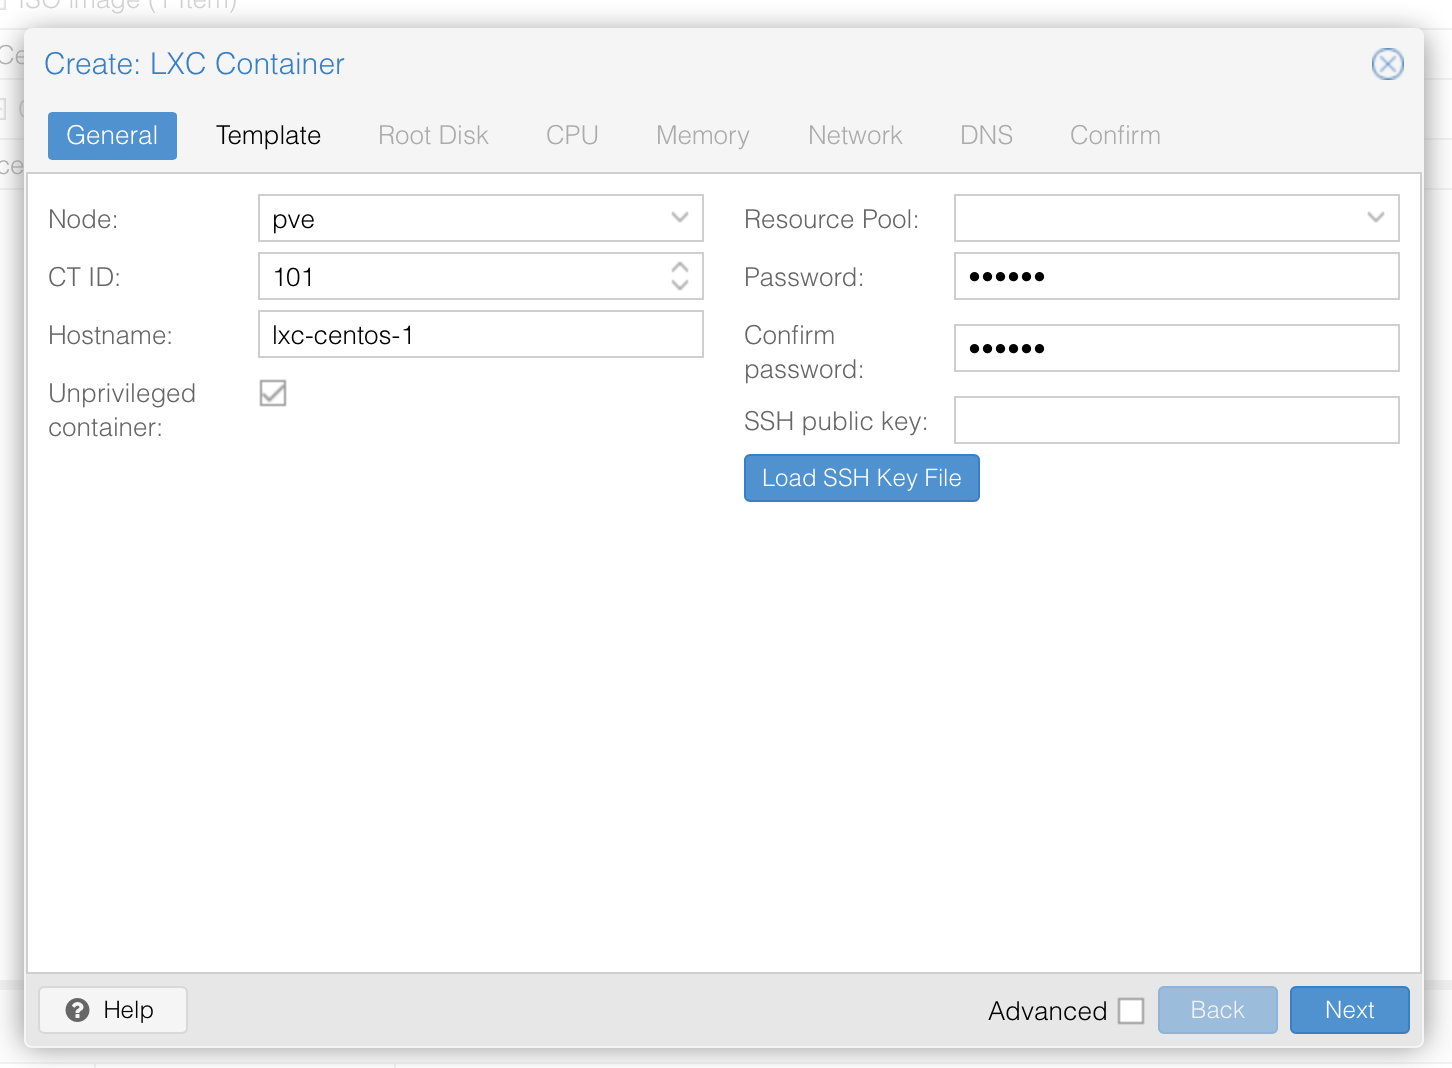 ISO image (1 Item)
Create: LXC Container
General Template Root Disk CPU Memory Network DNS Confirm
Node: pve
Resource Pool:
CT ID: 101
Password: ••••••
Hostname: lxc-centos-1
Confirm
password: ••••••
Unprivileged
container:
SSH public key:
Load SSH Key File
Help
Advanced
Back
Next